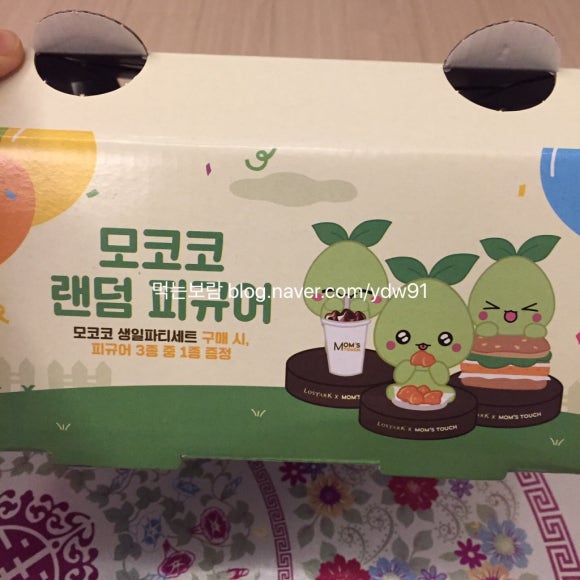 모코코
랜덤 피규어
먹는보람 blog.naver.com/ydw91
모코코 생일파티세트 구매 시,
피규어 3종 중 1종 증정
MOM'S
TOUCH
LOSTARK X MOM'S
LOSTARK X MOM'S TOUCH
LOSTARK X MOM'S TOUCH